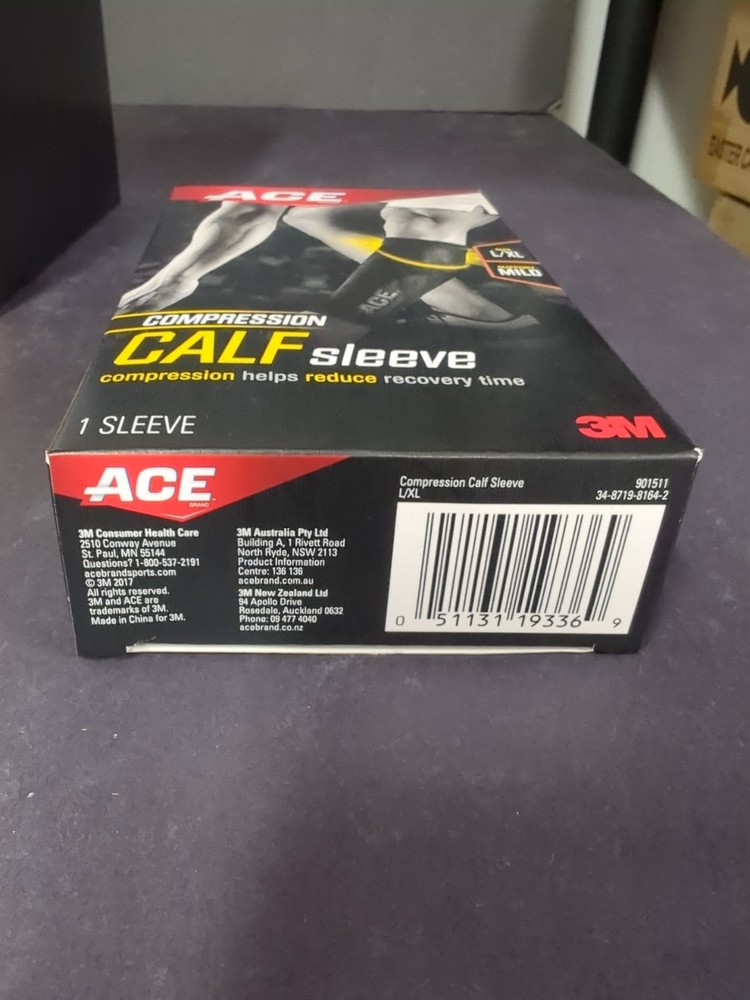 ACE
SIZE
L/XL
SUPPORT
MILD
ACE
COMPRESSION
CALF sleeve
compression helps reduce recovery time
1 SLEEVE
3M
ACE
BRAND
3M Consumer Health Care
2510 Conway Avenue
St. Paul, MN 55144
Questions? 1-800-537-2191
acebrandsports.com
© 3M 2017
All rights reserved.
3M and ACE are
trademarks of 3M.
Made in China for 3M.
3M Australia Pty Ltd
Building A, 1 Rivett Road
North Ryde, NSW 2113
Product Information
Centre: 136 136
acebrand.com.au
3M New Zealand Ltd
94 Apollo Drive
Rosedale, Auckland 0632
Phone: 09 477 4040
acebrand.co.nz
Compression Calf Sleeve
L/XL
901511
34-8719-8164-2
0 51131 19336 9